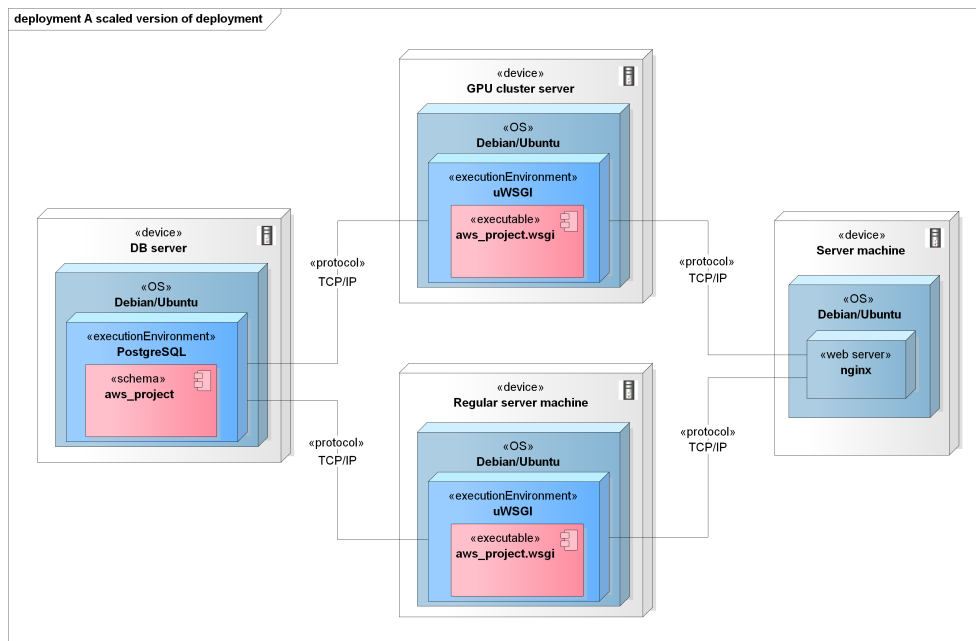 deployment A scaled version of deployment
«device»
GPU cluster server
«OS»
Debian/Ubuntu
«executionEnvironment»
uWSGI
«executable»
aws_project.wsgi
«device»
DB server
«OS»
Debian/Ubuntu
«executionEnvironment»
PostgreSQL
«schema»
aws_project
«protocol»
TCP/IP
«protocol»
TCP/IP
«device»
Server machine
«OS»
Debian/Ubuntu
«web server»
nginx
«protocol»
TCP/IP
«protocol»
TCP/IP
«device»
Regular server machine
«OS»
Debian/Ubuntu
«executionEnvironment»
uWSGI
«executable»
aws_project.wsgi